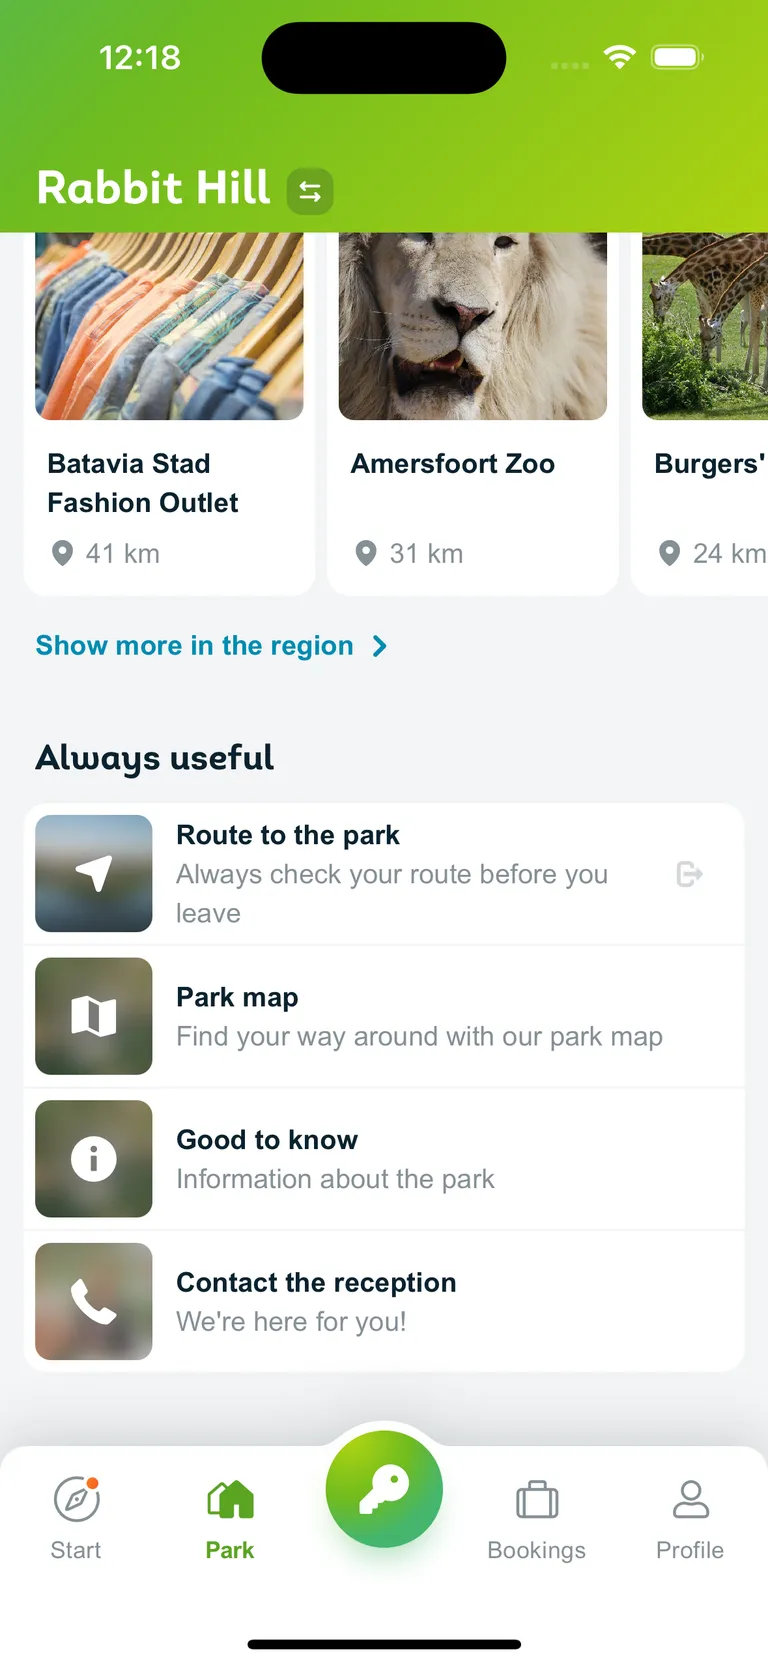 12:18
Rabbit Hill
Batavia Stad
Fashion Outlet
41 km
Amersfoort Zoo
31 km
Burgers'
24 km
Show more in the region
Always useful
Route to the park
Always check your route before you
leave
Park map
Find your way around with our park map
Good to know
Information about the park
Contact the reception
We're here for you!
Start
Park
Bookings
Profile